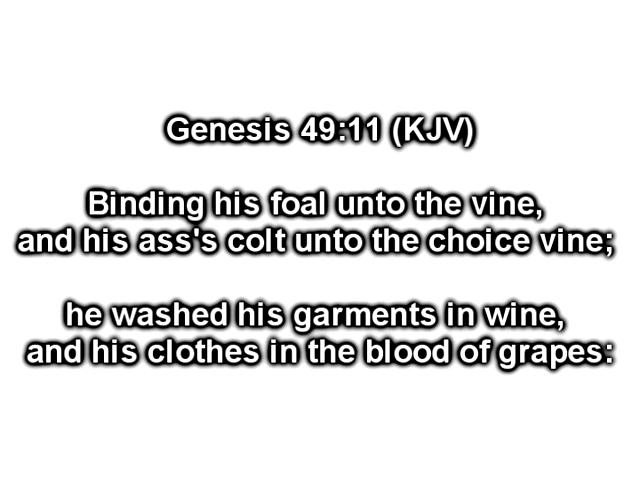 Genesis 49:11 (KJV)
Binding his foal unto the vine,
and his ass's colt unto the choice vine;
he washed his garments in wine,
and his clothes in the blood of grapes: